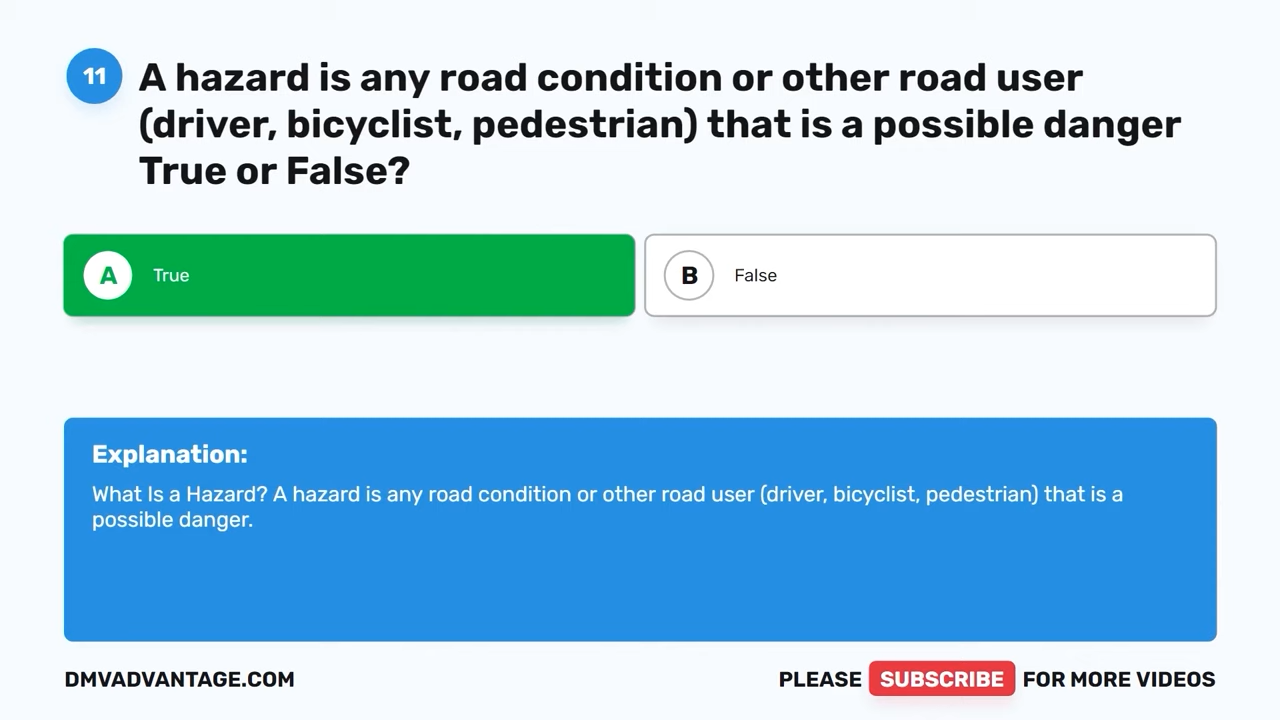 11
A hazard is any road condition or other road user
(driver, bicyclist, pedestrian) that is a possible danger
True or False?
A True
B False
Explanation:
What Is a Hazard? A hazard is any road condition or other road user (driver, bicyclist, pedestrian) that is a
possible danger.
DMVADVANTAGE.COM
PLEASE SUBSCRIBE FOR MORE VIDEOS